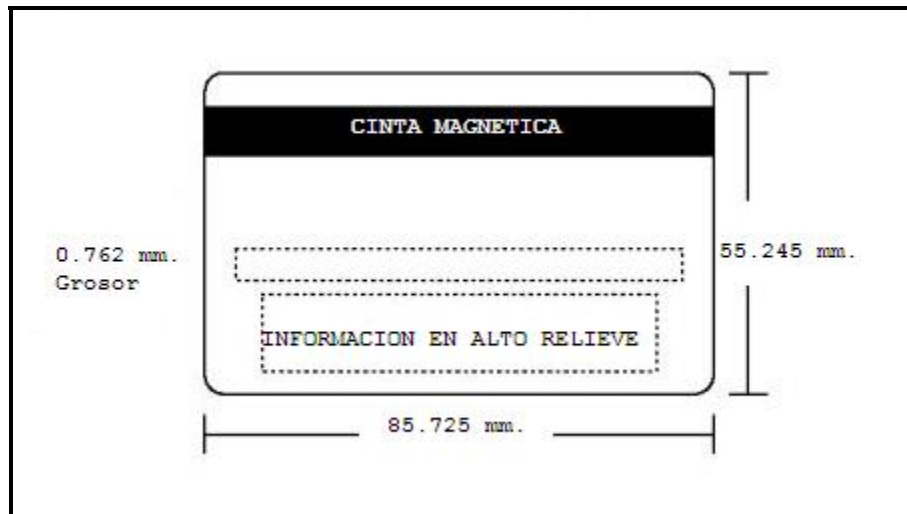 CINTA MAGNETICA
0.762 mm.
Grosor
55.245 mm.
INFORMACION EN ALTO RELIEVE
85.725 mm.